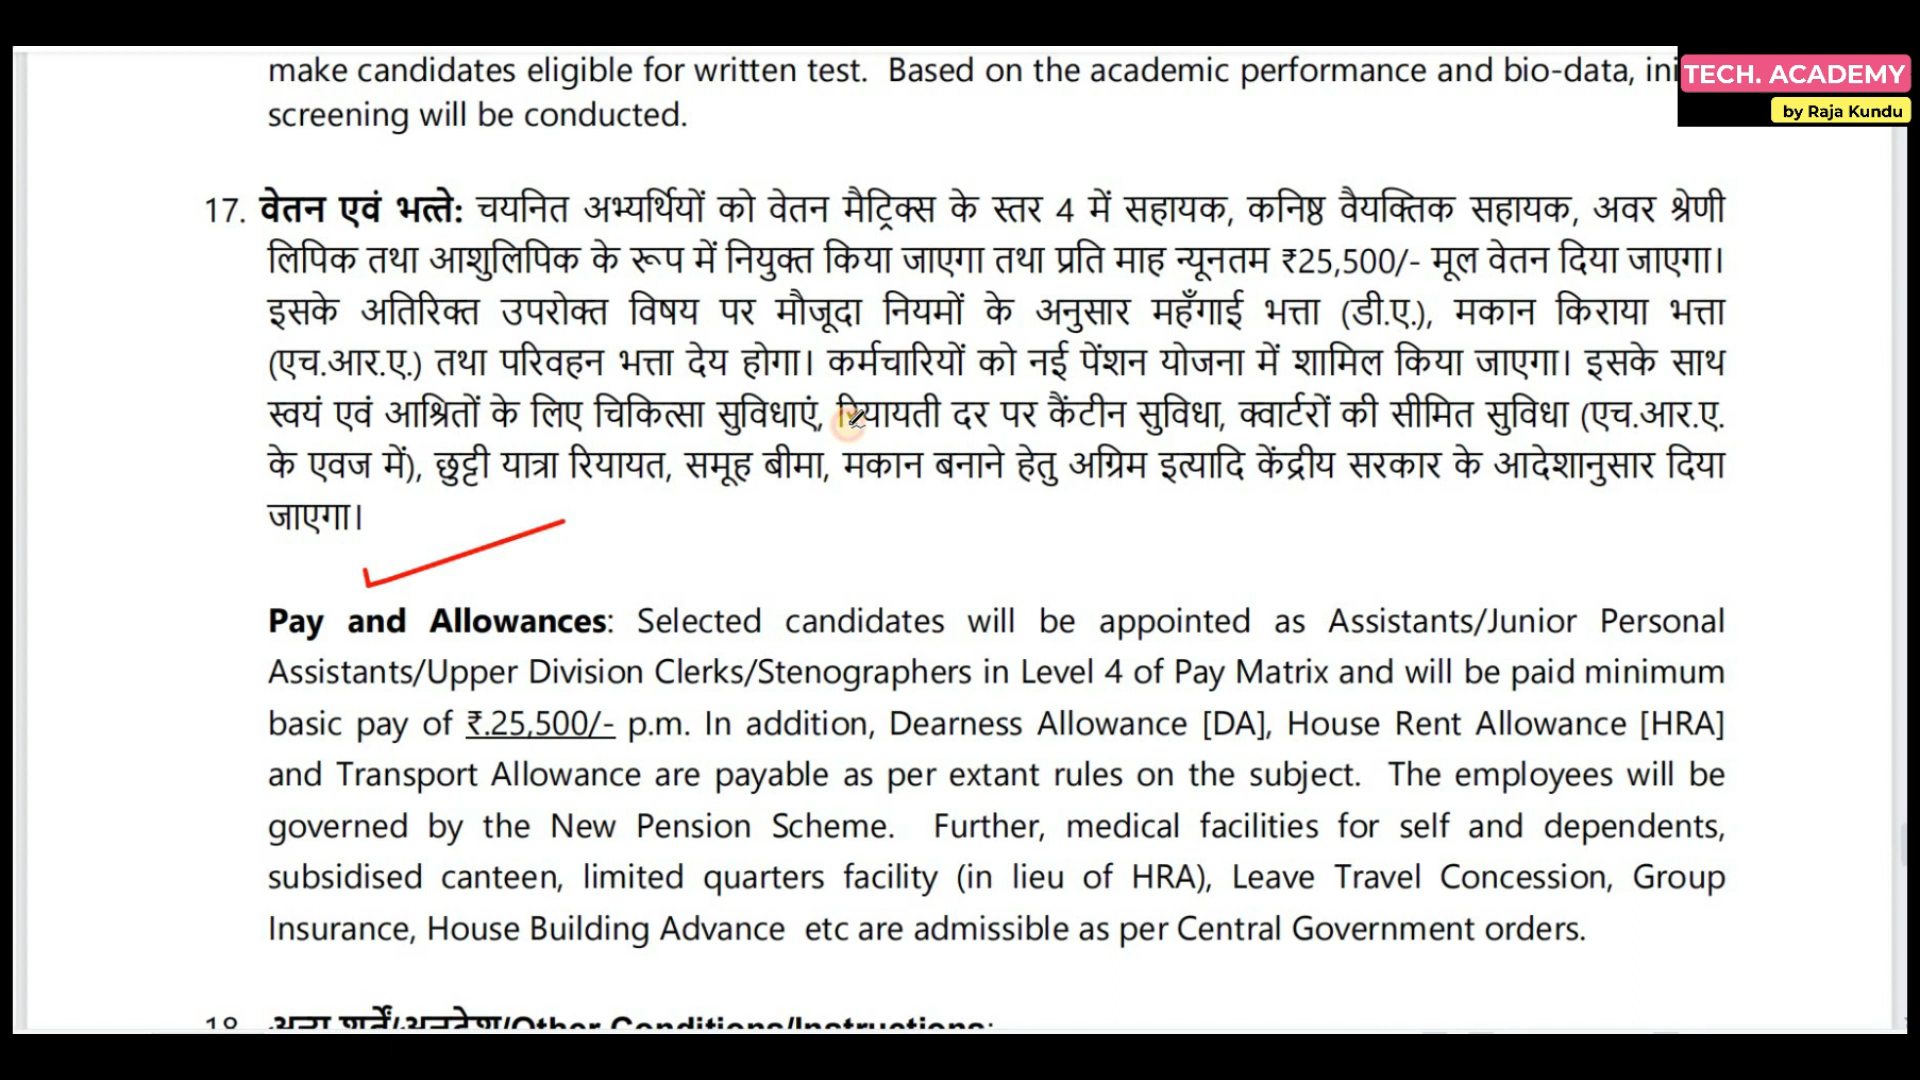 make candidates eligible for written test. Based on the academic performance and bio-data, ini
TECH. ACADEMY
by Raja Kundu
screening will be conducted.
17. वेतन एवं भत्ते: चयनित अभ्यर्थियों को वेतन मैट्रिक्स के स्तर 4 में सहायक, कनिष्ठ वैयक्तिक सहायक, अवर श्रेणी
लिपिक तथा आशुलिपिक के रूप में नियुक्त किया जाएगा तथा प्रति माह न्यूनतम ₹25,500/- मूल वेतन दिया जाएगा।
इसके अतिरिक्त उपरोक्त विषय पर मौजूदा नियमों के अनुसार महँगाई भत्ता (डी.ए.), मकान किराया भत्ता
(एच.आर.ए.) तथा परिवहन भत्ता देय होगा। कर्मचारियों को नई पेंशन योजना में शामिल किया जाएगा। इसके साथ
स्वयं एवं आश्रितों के लिए चिकित्सा सुविधाएं, रियायती दर पर कैंटीन सुविधा, क्वार्टरों की सीमित सुविधा (एच.आर.ए.
के एवज में), छुट्टी यात्रा रियायत, समूह बीमा, मकान बनाने हेतु अग्रिम इत्यादि केंद्रीय सरकार के आदेशानुसार दिया
जाएगा।
Pay and Allowances: Selected candidates will be appointed as Assistants/Junior Personal
Assistants/Upper Division Clerks/Stenographers in Level 4 of Pay Matrix and will be paid minimum
basic pay of ₹.25,500/- p.m. In addition, Dearness Allowance [DA], House Rent Allowance [HRA]
and Transport Allowance are payable as per extant rules on the subject. The employees will be
governed by the New Pension Scheme. Further, medical facilities for self and dependents,
subsidised canteen, limited quarters facility (in lieu of HRA), Leave Travel Concession, Group
Insurance, House Building Advance etc are admissible as per Central Government orders.
18. अन्य शर्तें/अनुदेश/Other Conditions/Instructions: